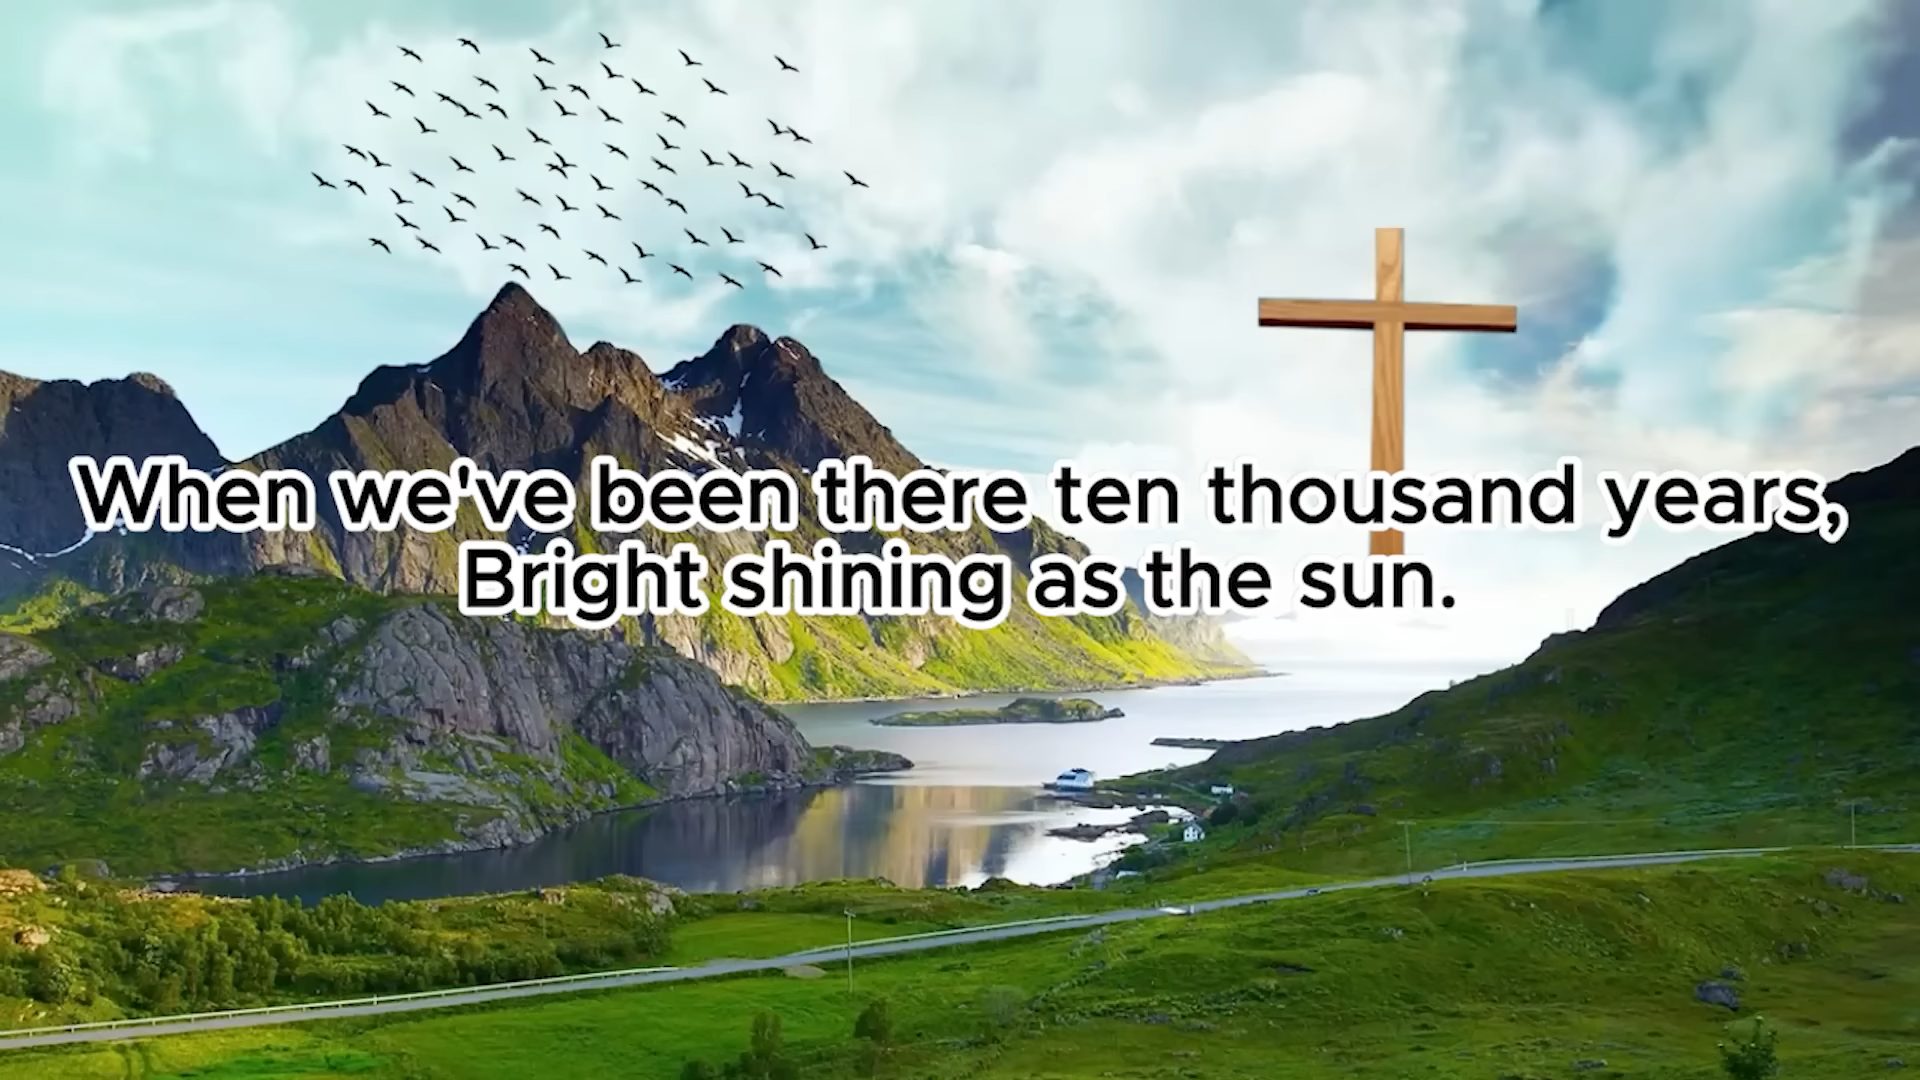 When we've been there ten thousand years,
Bright shining as the sun.